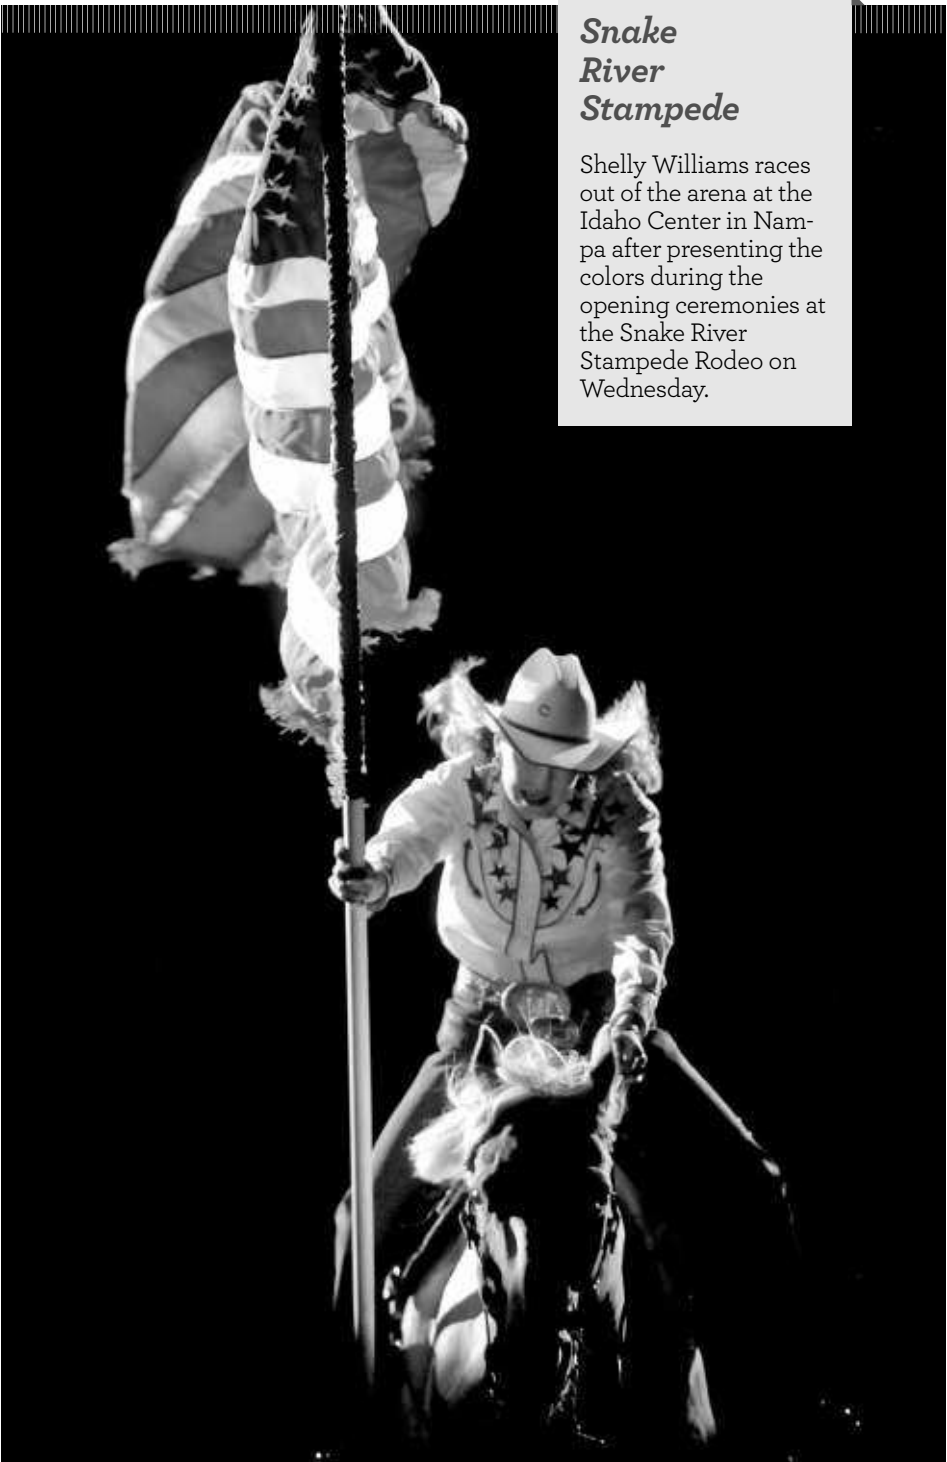 Snake
River
Stampede
Shelly Williams races
out of the arena at the
Idaho Center in Nam-
pa after presenting the
colors during the
opening ceremonies at
the Snake River
Stampede Rodeo on
Wednesday.